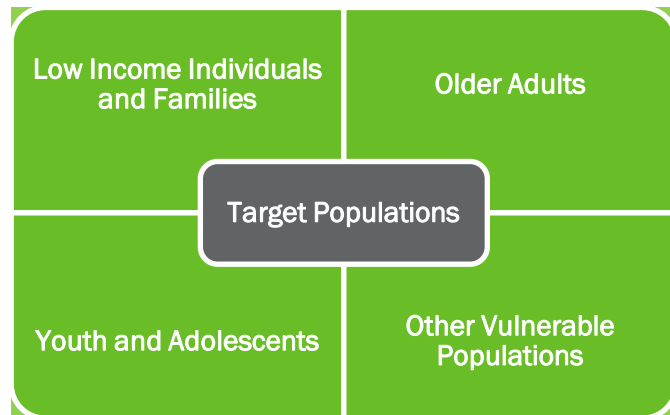 Low Income Individuals
and Families
Older Adults
Target Populations
Youth and Adolescents
Other Vulnerable
Populations